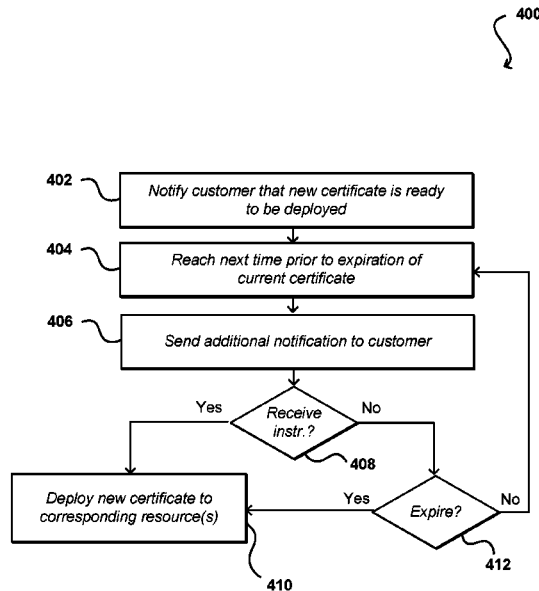 400
402
Notify customer that new certificate is ready
to be deployed
404
Reach next time prior to expiration of
current certificate
406
Send additional notification to customer
Yes
Receive
instr.?
No
408
Deploy new certificate to
corresponding resource(s)
Yes
Expire?
No
412
410